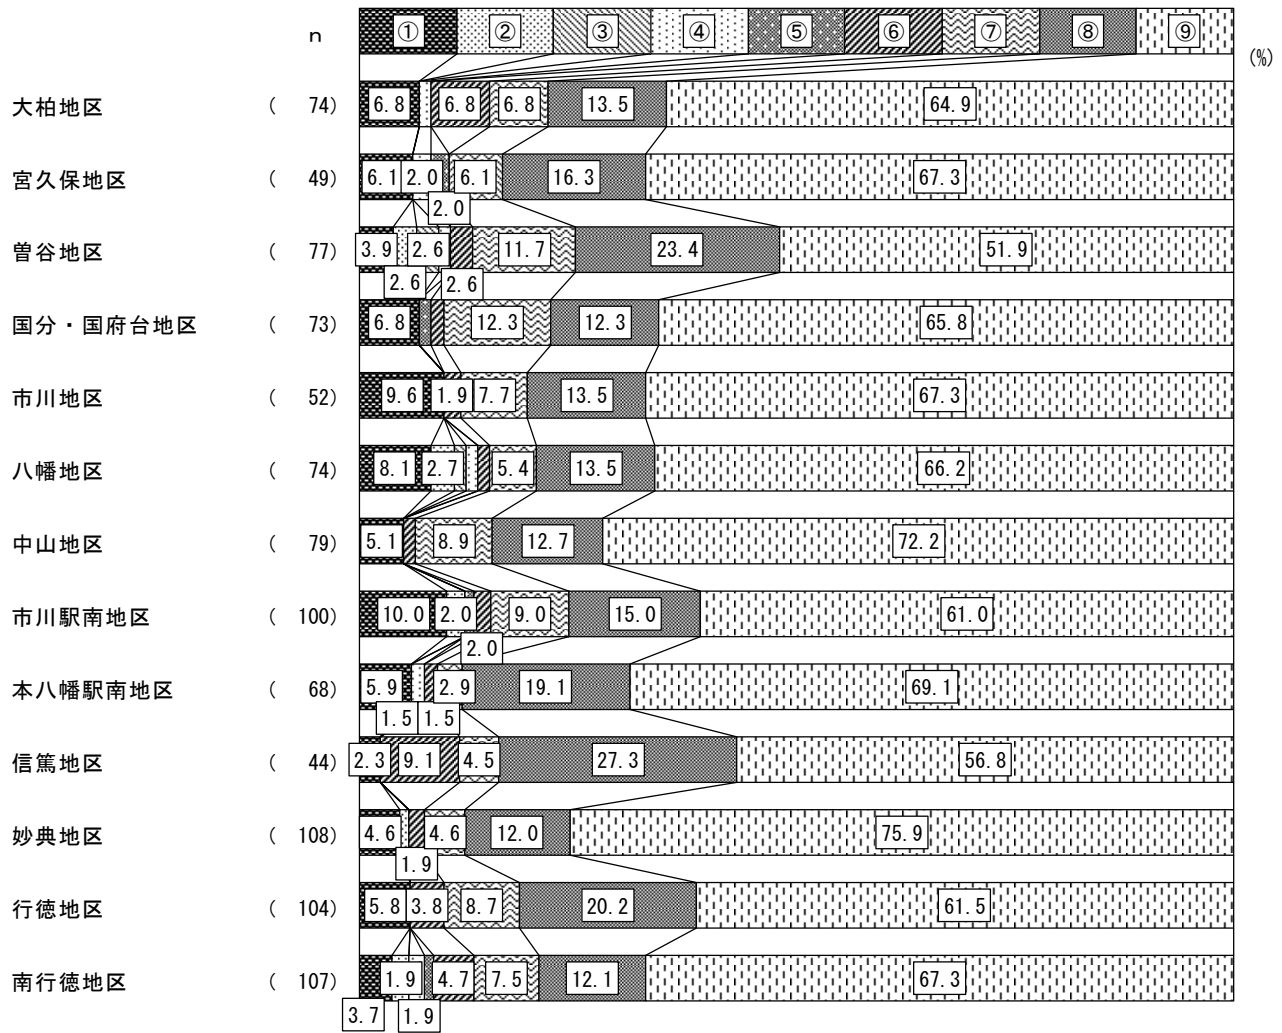 n ① ② ③ ④ ⑤ ⑥ ⑦ ⑧ ⑨
(%)
大柏地区 ( 74) 6.8 6.8 6.8 13.5 64.9
宮久保地区 ( 49) 6.1 2.0 6.1 16.3 67.3
2.0
曽谷地区 ( 77) 3.9 2.6 11.7 23.4 51.9
2.6 2.6
国分・国府台地区 ( 73) 6.8 12.3 12.3 65.8
市川地区 ( 52) 9.6 1.9 7.7 13.5 67.3
八幡地区 ( 74) 8.1 2.7 5.4 13.5 66.2
中山地区 ( 79) 5.1 8.9 12.7 72.2
市川駅南地区 ( 100) 10.0 2.0 9.0 15.0 61.0
2.0
本八幡駅南地区 ( 68) 5.9 2.9 19.1 69.1
1.5 1.5
信篤地区 ( 44) 2.3 9.1 4.5 27.3 56.8
妙典地区 ( 108) 4.6 4.6 12.0 75.9
1.9
行徳地区 ( 104) 5.8 3.8 8.7 20.2 61.5
南行徳地区 ( 107) 1.9 4.7 7.5 12.1 67.3
3.7 1.9